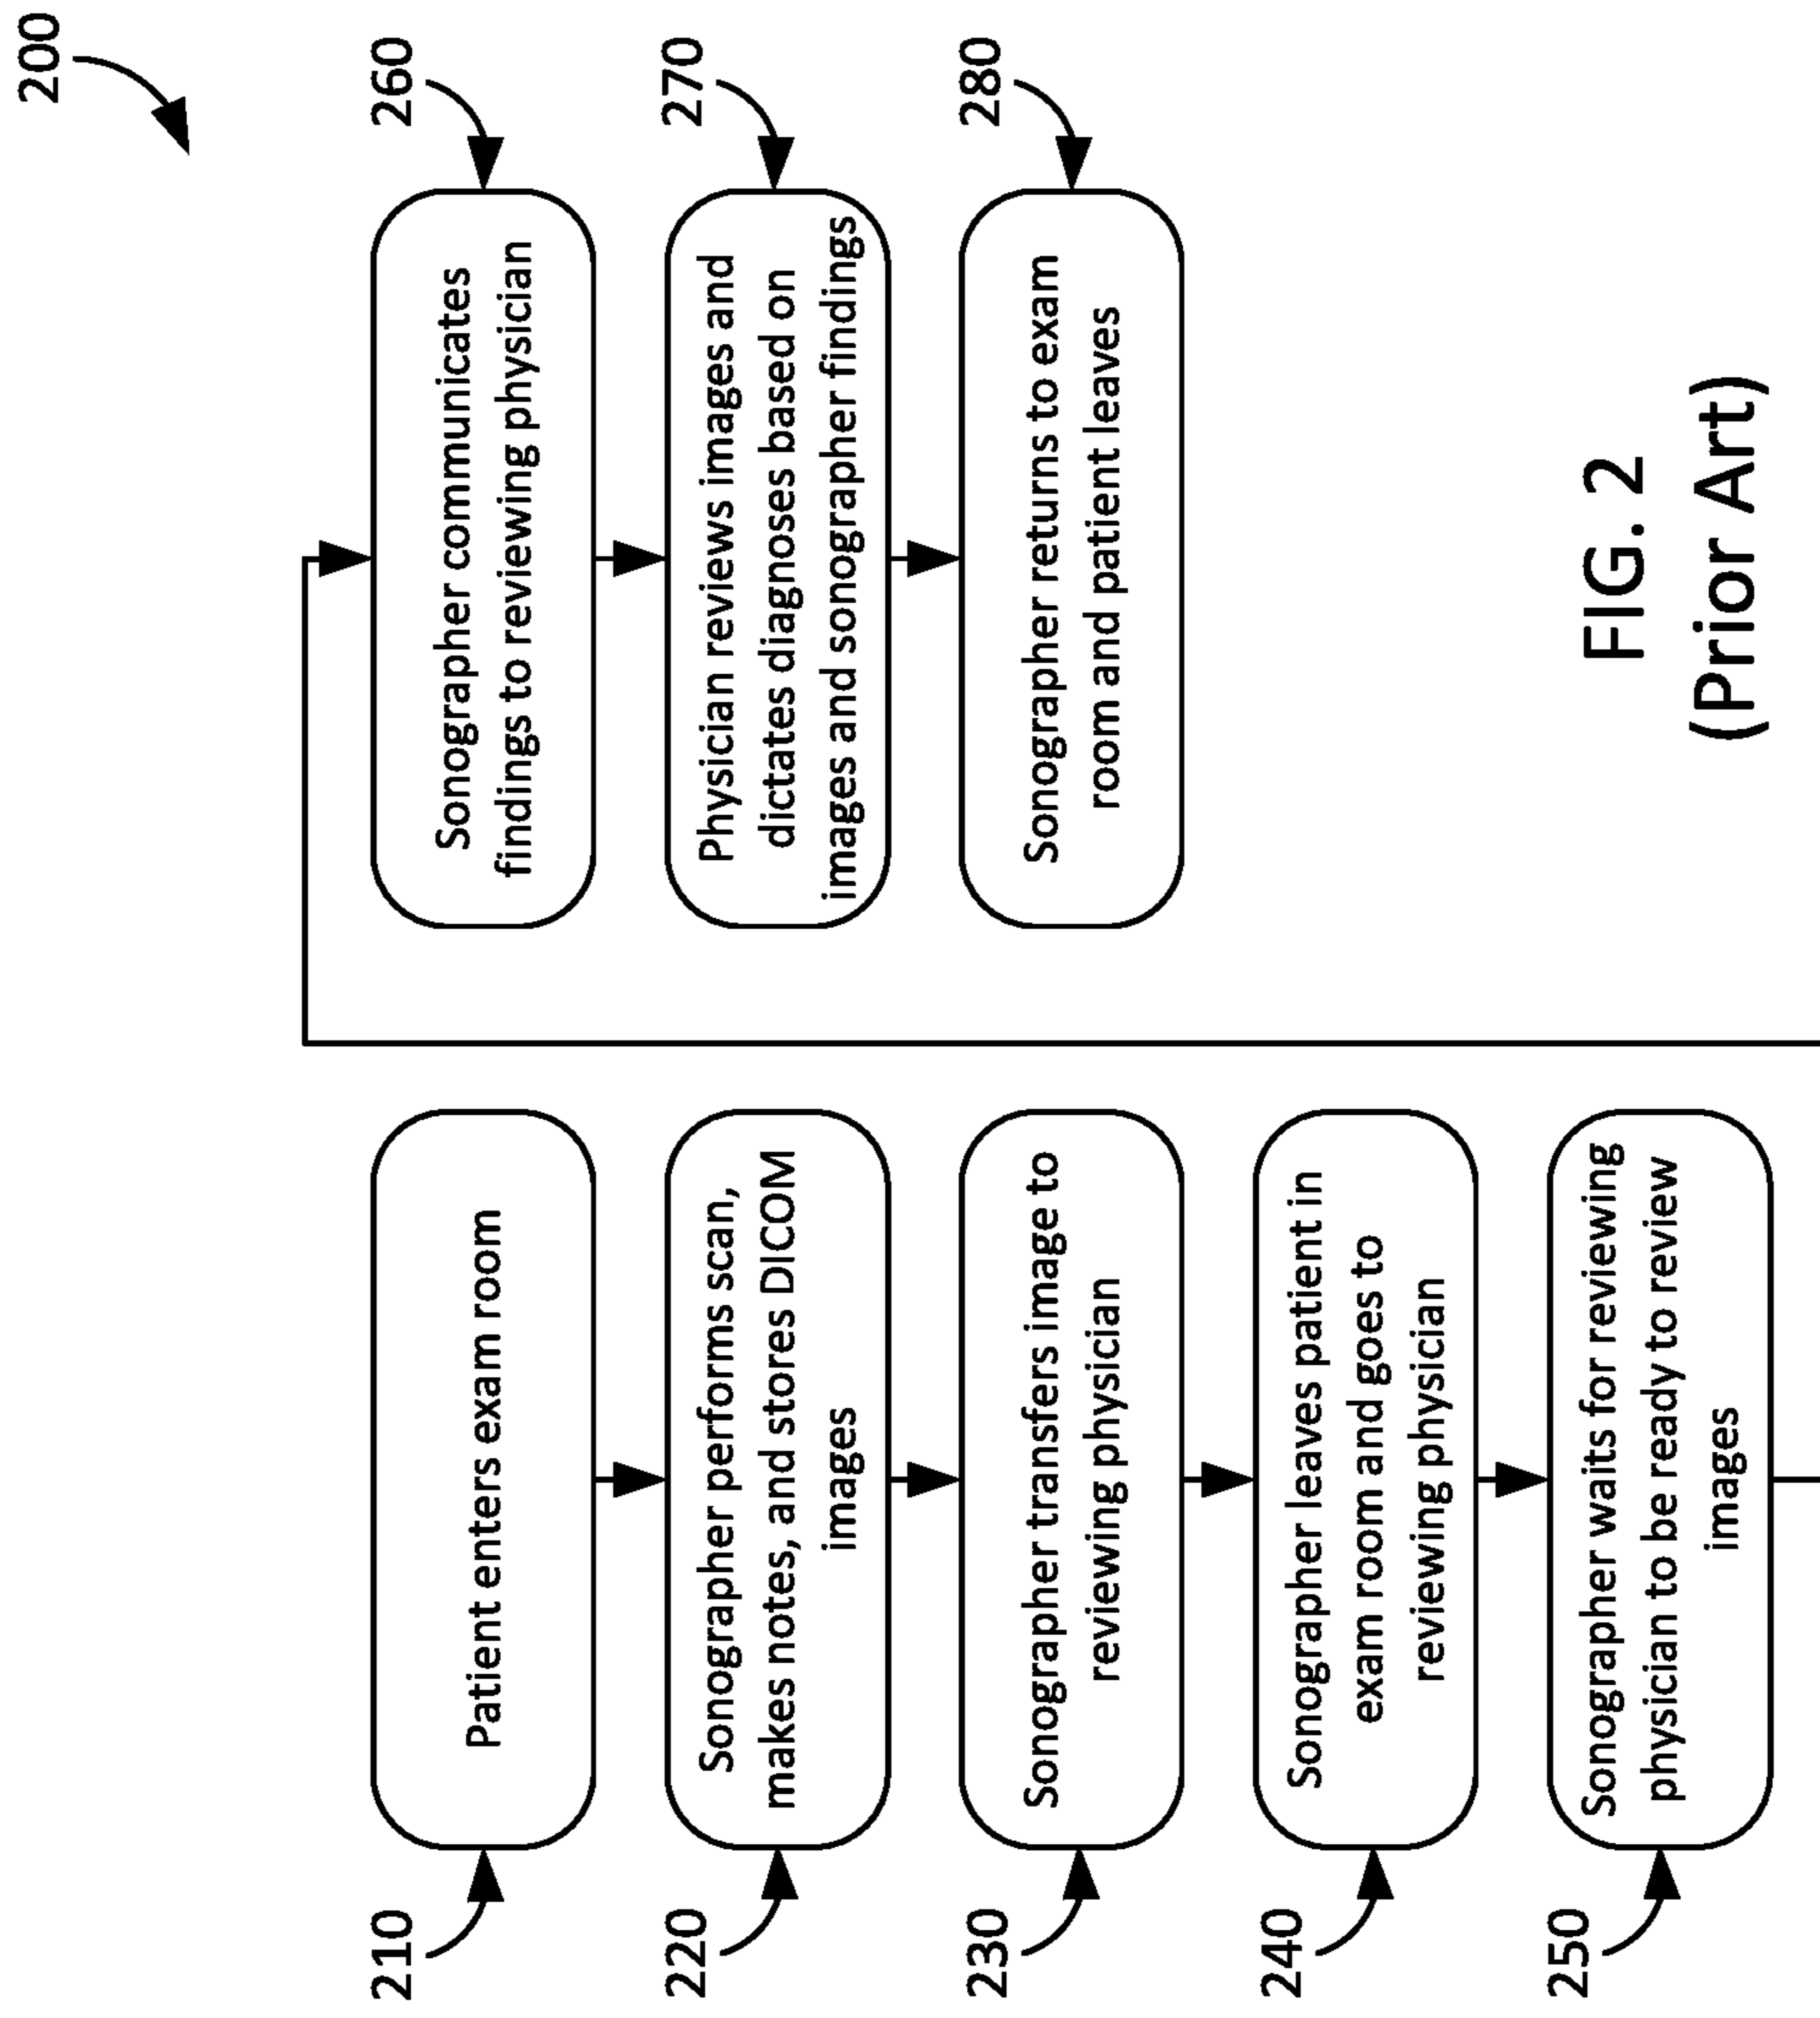 200
210
Patient enters exam room
220
Sonographer performs scan,
makes notes, and stores DICOM
images
230
Sonographer transfers image to
reviewing physician
240
Sonographer leaves patient in
exam room and goes to
reviewing physician
250
Sonographer waits for reviewing
physician to be ready to review
images
260
Sonographer communicates
findings to reviewing physician
270
Physician reviews images and
dictates diagnoses based on
images and sonographer findings
280
Sonographer returns to exam
room and patient leaves
FIG. 2
(Prior Art)